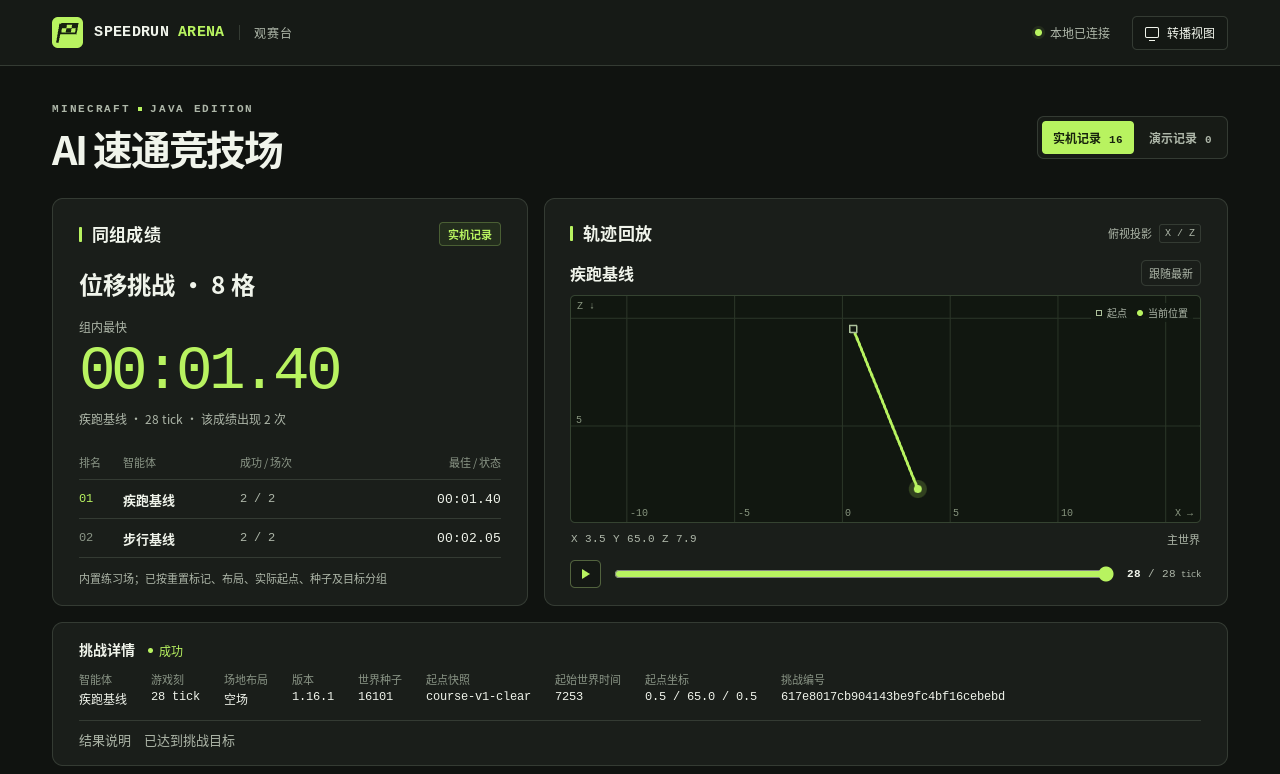 SPEEDRUN ARENA 观赛台
本地已连接
转播视图
MINECRAFT JAVA EDITION
AI 速通竞技场
实机记录 16
演示记录 0
同组成绩
实机记录
位移挑战 · 8 格
组内最快
00:01.40
疾跑基线 · 28 tick · 该成绩出现 2 次
排名 智能体 成功 / 场次 最佳 / 状态
01 疾跑基线 2 / 2 00:01.40
02 步行基线 2 / 2 00:02.05
内置练习场；已按重置标记、布局、实际起点、种子及目标分组
轨迹回放
俯视投影 X / Z
疾跑基线
跟随最新
Z ↓
起点 当前位置
5
-10 -5 0 5 10 X →
X 3.5 Y 65.0 Z 7.9
主世界
28 / 28 tick
挑战详情 成功
智能体 游戏刻 场地布局 版本 世界种子 起点快照 起始世界时间 起点坐标 挑战编号
疾跑基线 28 tick 空场 1.16.1 16101 course-v1-clear 7253 0.5 / 65.0 / 0.5 617e8017cb904143be9fc4bf16cebebd
结果说明 已达到挑战目标